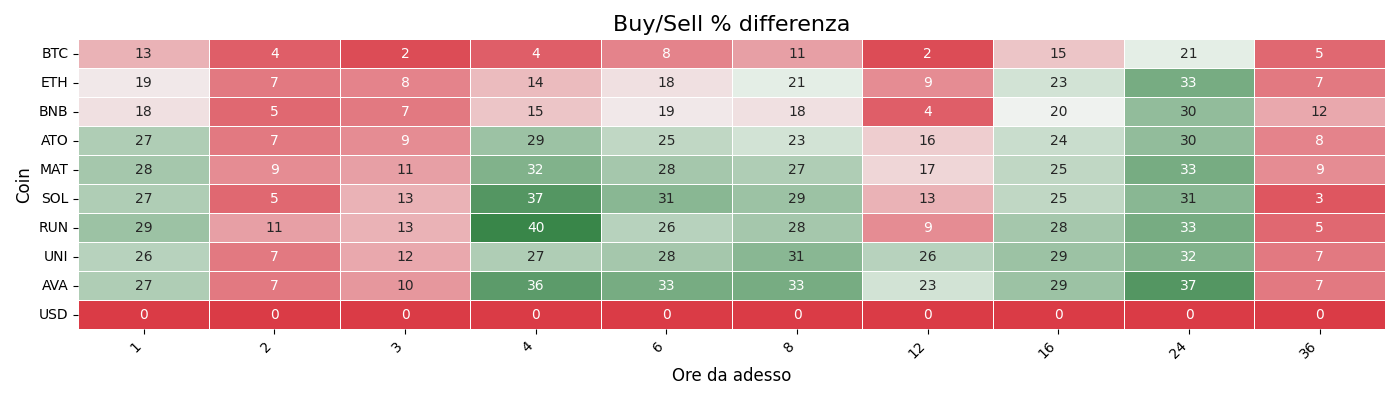 Buy/Sell % differenza
Coin
BTC 13 4 2 4 8 11 2 15 21 5
ETH 19 7 8 14 18 21 9 23 33 7
BNB 18 5 7 15 19 18 4 20 30 12
ATO 27 7 9 29 25 23 16 24 30 8
MAT 28 9 11 32 28 27 17 25 33 9
SOL 27 5 13 37 31 29 13 25 31 3
RUN 29 11 13 40 26 28 9 28 33 5
UNI 26 7 12 27 28 31 26 29 32 7
AVA 27 7 10 36 33 33 23 29 37 7
USD 0 0 0 0 0 0 0 0 0 0
1 2 3 4 6 8 12 16 24 36
Ore da adesso